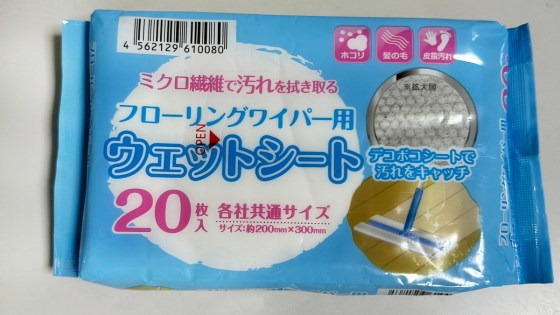 4 562129 610080
ホコリ
髪の毛
皮脂汚れ
ミクロ繊維で汚れを拭き取る
※拡大図
フローリングワイパー用
OPEN
ウェットシート
デコボコシートで
汚れをキャッチ
20枚入
各社共通サイズ
サイズ:約200mm×300mm